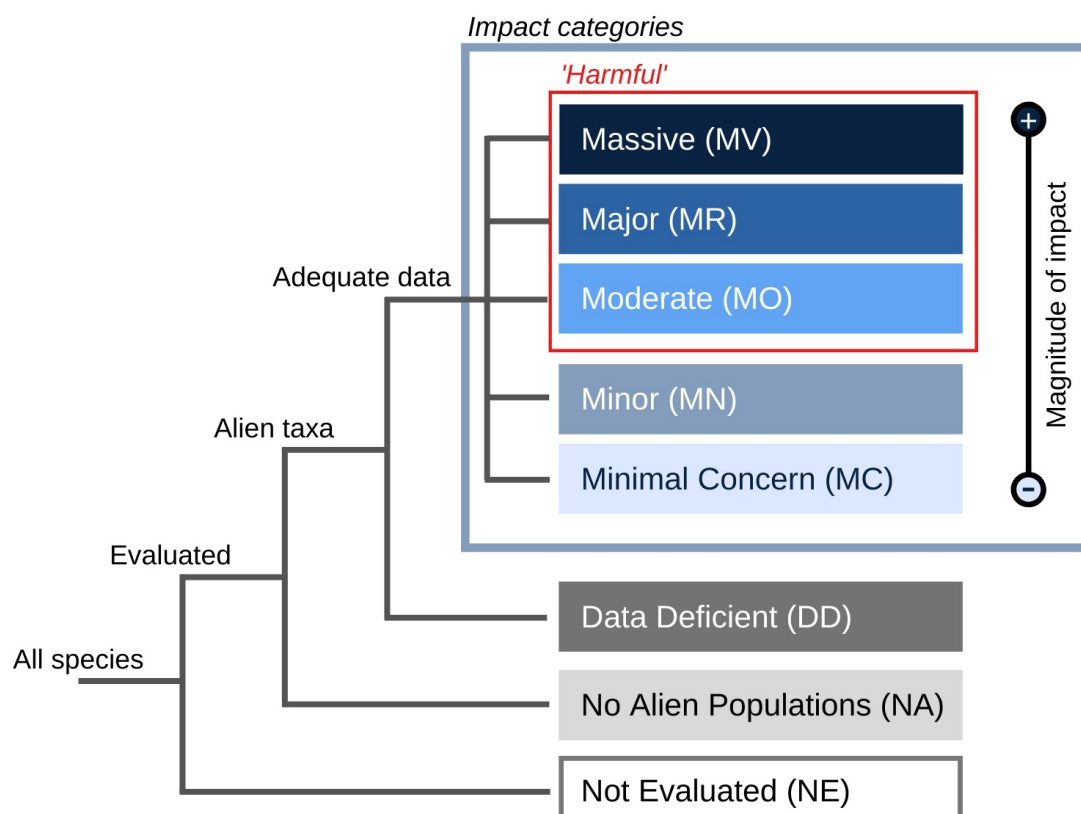 Impact categories
'Harmful'
Massive (MV)
Major (MR)
Moderate (MO)
Minor (MN)
Minimal Concern (MC)
+
Magnitude of impact
-
Adequate data
Alien taxa
Evaluated
All species
Data Deficient (DD)
No Alien Populations (NA)
Not Evaluated (NE)